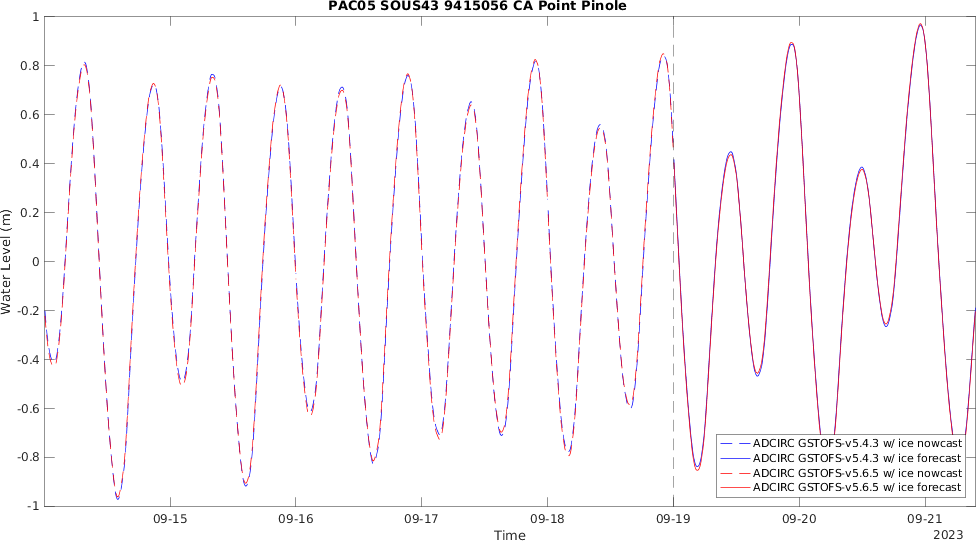 PAC05 SOUS43 9415056 CA Point Pinole
Water Level (m)
1
0.8
0.6
0.4
0.2
0
-0.2
-0.4
-0.6
-0.8
-1
ADCIRC GSTOFS-v5.4.3 w/ ice nowcast
ADCIRC GSTOFS-v5.4.3 w/ ice forecast
ADCIRC GSTOFS-v5.6.5 w/ ice nowcast
ADCIRC GSTOFS-v5.6.5 w/ ice forecast
09-15 09-16 09-17 09-18 09-19 09-20 09-21
Time
2023